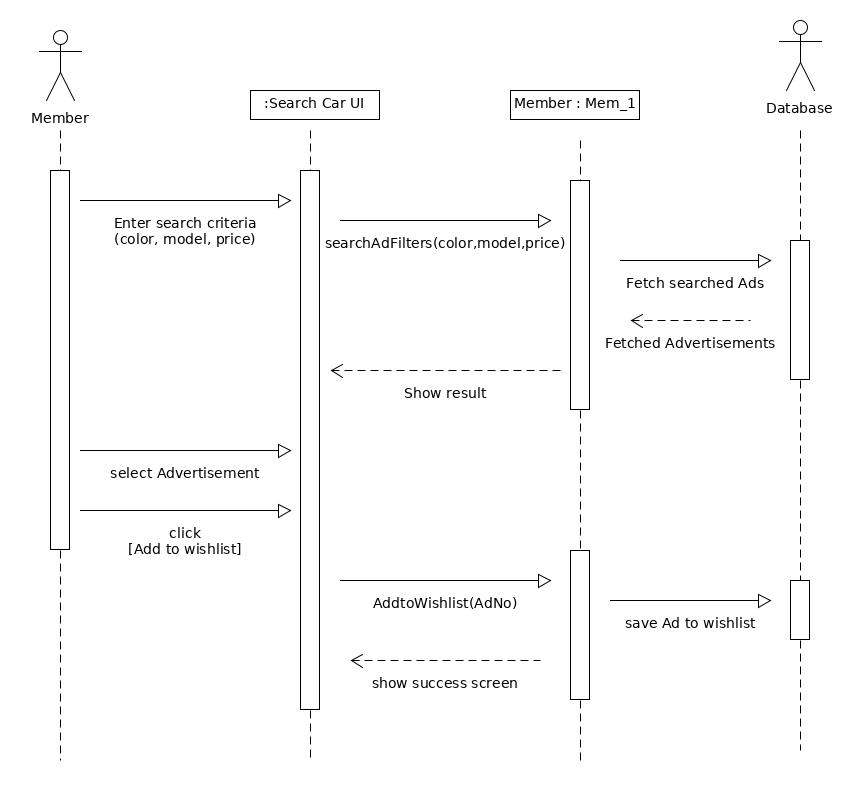 Member
:Search Car UI
Member : Mem_1
Database
Enter search criteria
(color, model, price)
searchAdFilters(color,model,price)
Fetch searched Ads
Fetched Advertisements
Show result
select Advertisement
click
[Add to wishlist]
AddtoWishlist(AdNo)
save Ad to wishlist
show success screen